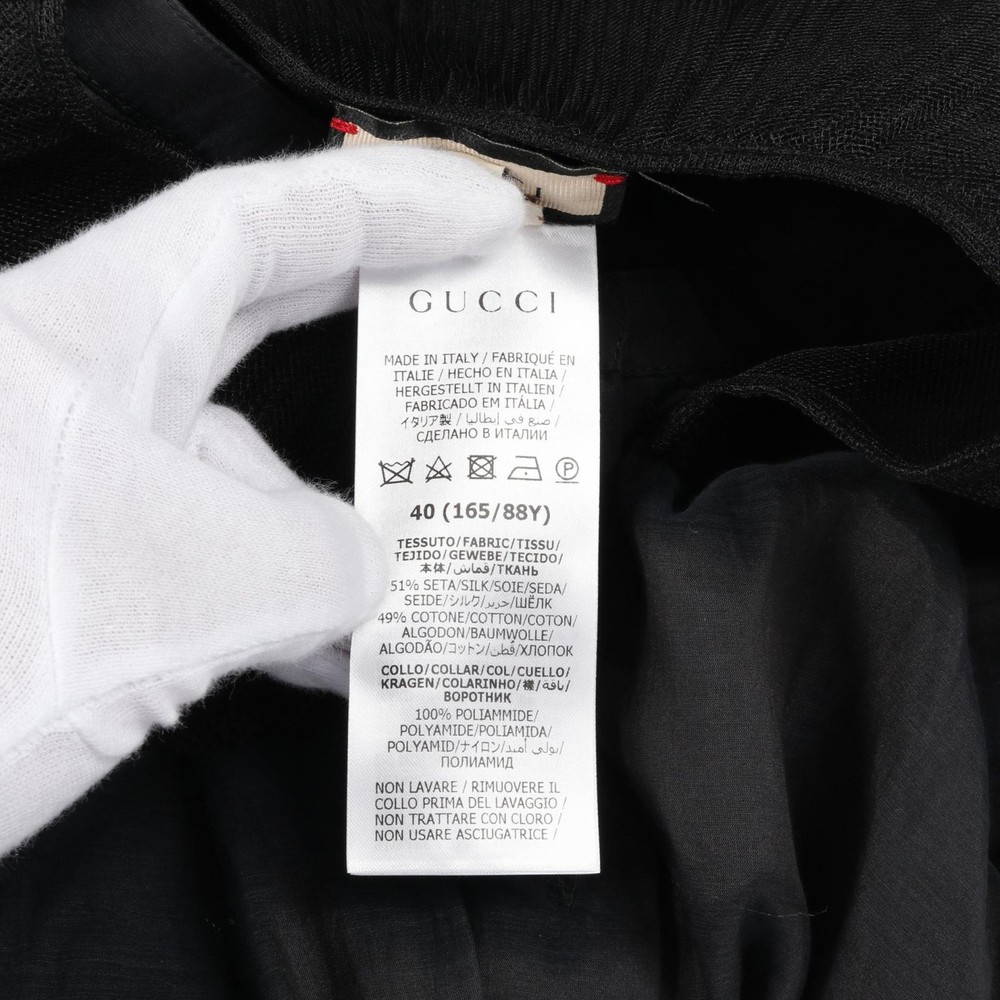 GUCCI
MADE IN ITALY / FABRIQUÉ EN
ITALIE / HECHO EN ITALIA /
HERGESTELLT IN ITALIEN /
FABRICADO EM ITÁLIA /
イタリア製 / صنع في إيطاليا /
СДЕЛАНО В ИТАЛИИ
P
40 (165/88Y)
TESSUTO/FABRIC/TISSU/
TEJIDO/GEWEBE/TECIDO/
本体/قماش/ТКАНЬ
51% SETA/SILK/SOIE/SEDA/
SEIDE/シルク/حرير/ШЁЛК
49% COTONE/COTTON/COTON/
ALGODON/BAUMWOLLE/
ALGODÃO/コットン/قطن/ХЛОПОК
COLLO/COLLAR/COL/CUELLO/
KRAGEN/COLARINHO/襟/ياقة/
ВОРОТНИК
100% POLIAMMIDE/
POLYAMIDE/POLIAMIDA/
POLYAMID/ナイロン/بولي أميد/
ПОЛИАМИД
NON LAVARE / RIMUOVERE IL
COLLO PRIMA DEL LAVAGGIO /
NON TRATTARE CON CLORO /
NON USARE ASCIUGATRICE /